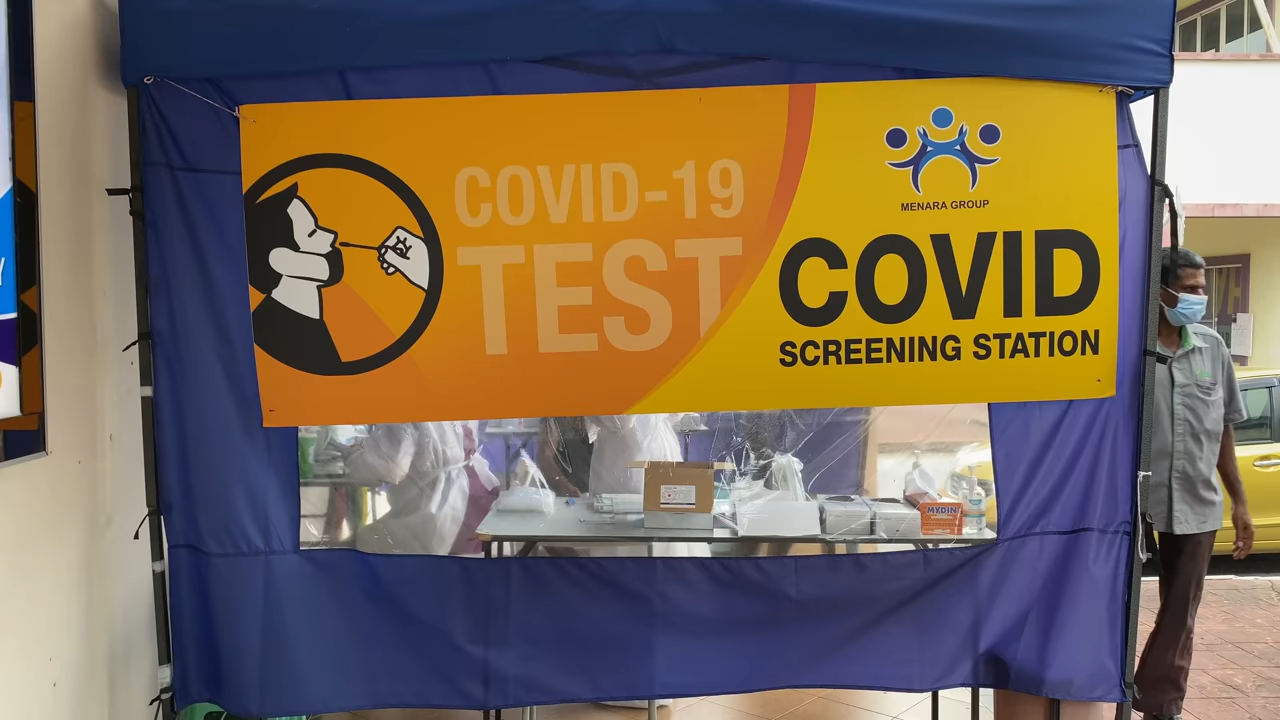 COVID-19
TEST
MENARA GROUP
COVID
SCREENING STATION
MYDIN